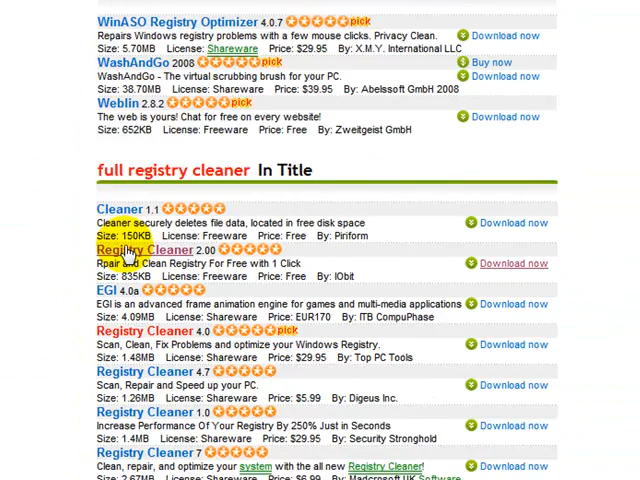 WinASO Registry Optimizer 4.0.7 pick
Repairs Windows registry problems with a few mouse clicks. Privacy Clean. Download now
Size: 5.70MB License: Shareware Price: $29.95 By: X.M.Y. International LLC
WashAndGo 2008 pick Buy now
WashAndGo - The virtual scrubbing brush for your PC. Download now
Size: 38.70MB License: Shareware Price: $39.95 By: Abelssoft GmbH 2008
Weblin 2.8.2 pick
The web is yours! Chat for free on every website! Download now
Size: 652KB License: Freeware Price: Free By: Zweitgeist GmbH
full registry cleaner In Title
Cleaner 1.1
Cleaner securely deletes file data, located in free disk space Download now
Size: 150KB License: Freeware Price: Free By: Piriform
Registry Cleaner 2.00
Rpair and Clean Registry For Free with 1 Click Download now
Size: 835KB License: Freeware Price: Free By: IObit
EGI 4.0a
EGI is an advanced frame animation engine for games and multi-media applications Download now
Size: 4.09MB License: Shareware Price: EUR170 By: ITB CompuPhase
Registry Cleaner 4.0 pick
Scan, Clean, Fix Problems and optimize your Windows Registry. Download now
Size: 1.48MB License: Shareware Price: $29.95 By: Top PC Tools
Registry Cleaner 4.7
Scan, Repair and Speed up your PC. Download now
Size: 1.26MB License: Shareware Price: $5.99 By: Digeus Inc.
Registry Cleaner 1.0
Increase Performance Of Your Registry By 250% Just in Seconds Download now
Size: 1.4MB License: Shareware Price: $29.95 By: Security Stronghold
Registry Cleaner 7
Clean, repair, and optimize your system with the all new Registry Cleaner! Download now
Size: 2.67MB License: Shareware Price: $6.99 By: Madcrosoft UK Software